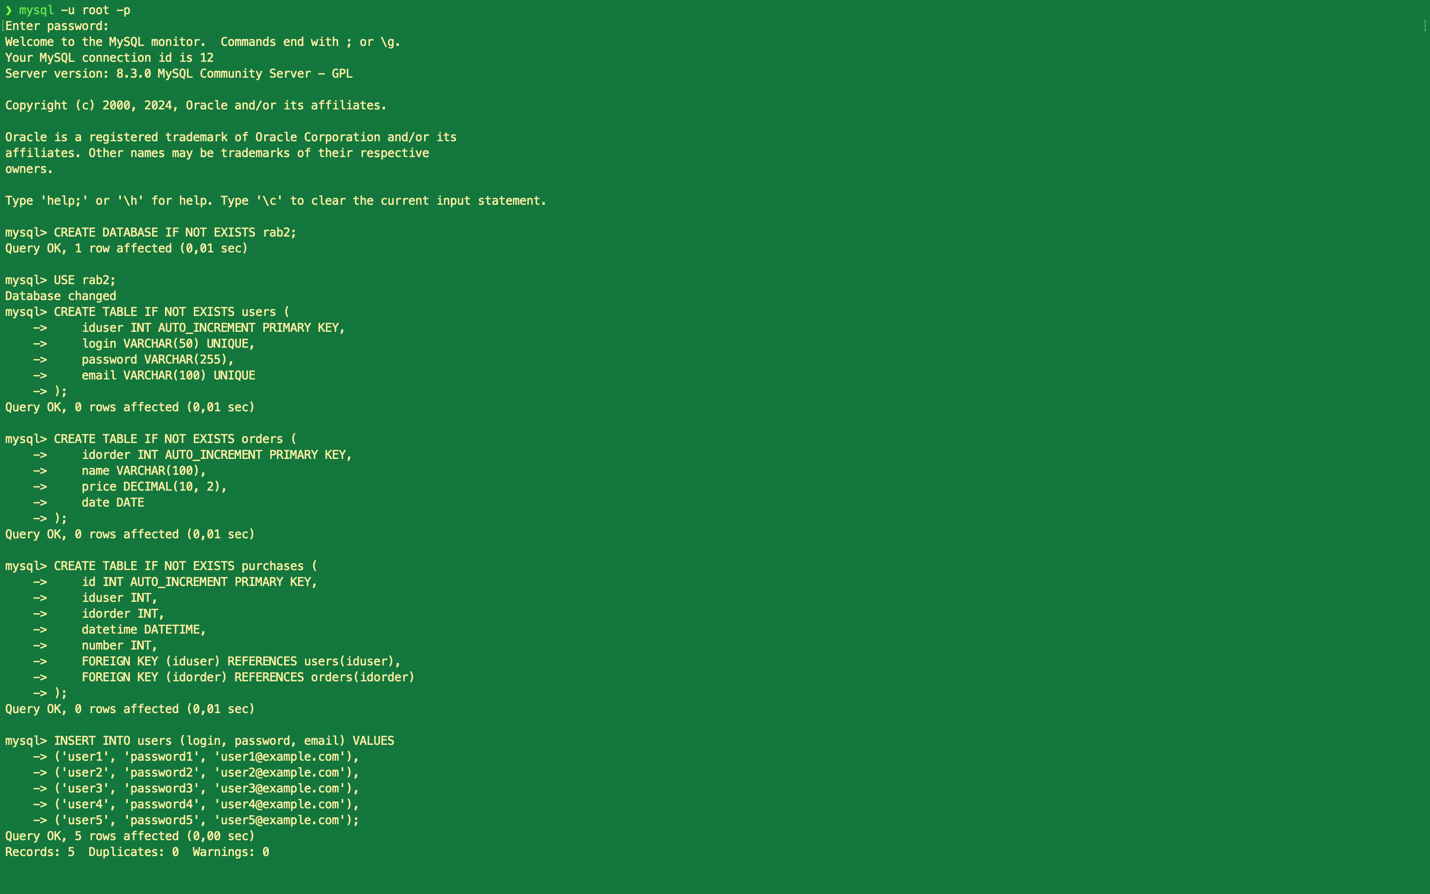 ❯ mysql -u root -p
Enter password:
Welcome to the MySQL monitor.  Commands end with ; or \g.
Your MySQL connection id is 12
Server version: 8.3.0 MySQL Community Server - GPL

Copyright (c) 2000, 2024, Oracle and/or its affiliates.

Oracle is a registered trademark of Oracle Corporation and/or its
affiliates. Other names may be trademarks of their respective
owners.

Type 'help;' or '\h' for help. Type '\c' to clear the current input statement.

mysql> CREATE DATABASE IF NOT EXISTS rab2;
Query OK, 1 row affected (0,01 sec)

mysql> USE rab2;
Database changed
mysql> CREATE TABLE IF NOT EXISTS users (
    ->     iduser INT AUTO_INCREMENT PRIMARY KEY,
    ->     login VARCHAR(50) UNIQUE,
    ->     password VARCHAR(255),
    ->     email VARCHAR(100) UNIQUE
    -> );
Query OK, 0 rows affected (0,01 sec)

mysql> CREATE TABLE IF NOT EXISTS orders (
    ->     idorder INT AUTO_INCREMENT PRIMARY KEY,
    ->     name VARCHAR(100),
    ->     price DECIMAL(10, 2),
    ->     date DATE
    -> );
Query OK, 0 rows affected (0,01 sec)

mysql> CREATE TABLE IF NOT EXISTS purchases (
    ->     id INT AUTO_INCREMENT PRIMARY KEY,
    ->     iduser INT,
    ->     idorder INT,
    ->     datetime DATETIME,
    ->     number INT,
    ->     FOREIGN KEY (iduser) REFERENCES users(iduser),
    ->     FOREIGN KEY (idorder) REFERENCES orders(idorder)
    -> );
Query OK, 0 rows affected (0,01 sec)

mysql> INSERT INTO users (login, password, email) VALUES
    -> ('user1', 'password1', 'user1@example.com'),
    -> ('user2', 'password2', 'user2@example.com'),
    -> ('user3', 'password3', 'user3@example.com'),
    -> ('user4', 'password4', 'user4@example.com'),
    -> ('user5', 'password5', 'user5@example.com');
Query OK, 5 rows affected (0,00 sec)
Records: 5  Duplicates: 0  Warnings: 0